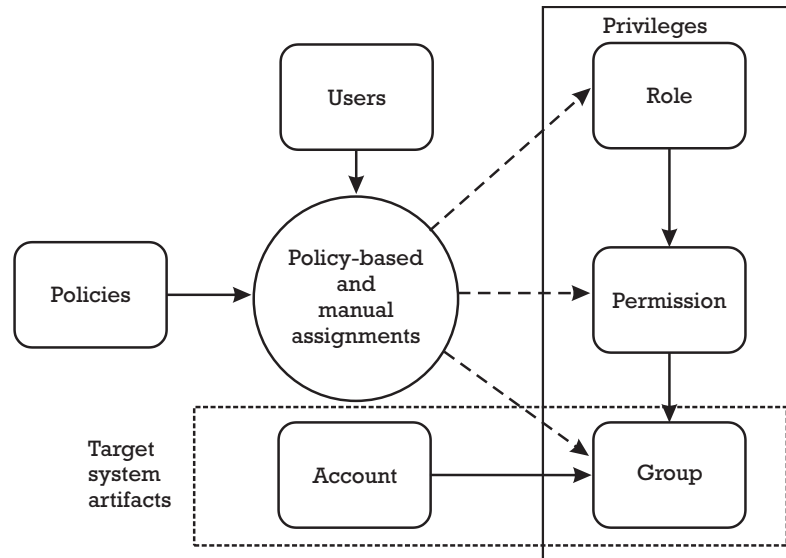 Privileges
Users
Role
Policies
Policy-based
and
manual
assignments
Permission
Target
system
artifacts
Account
Group